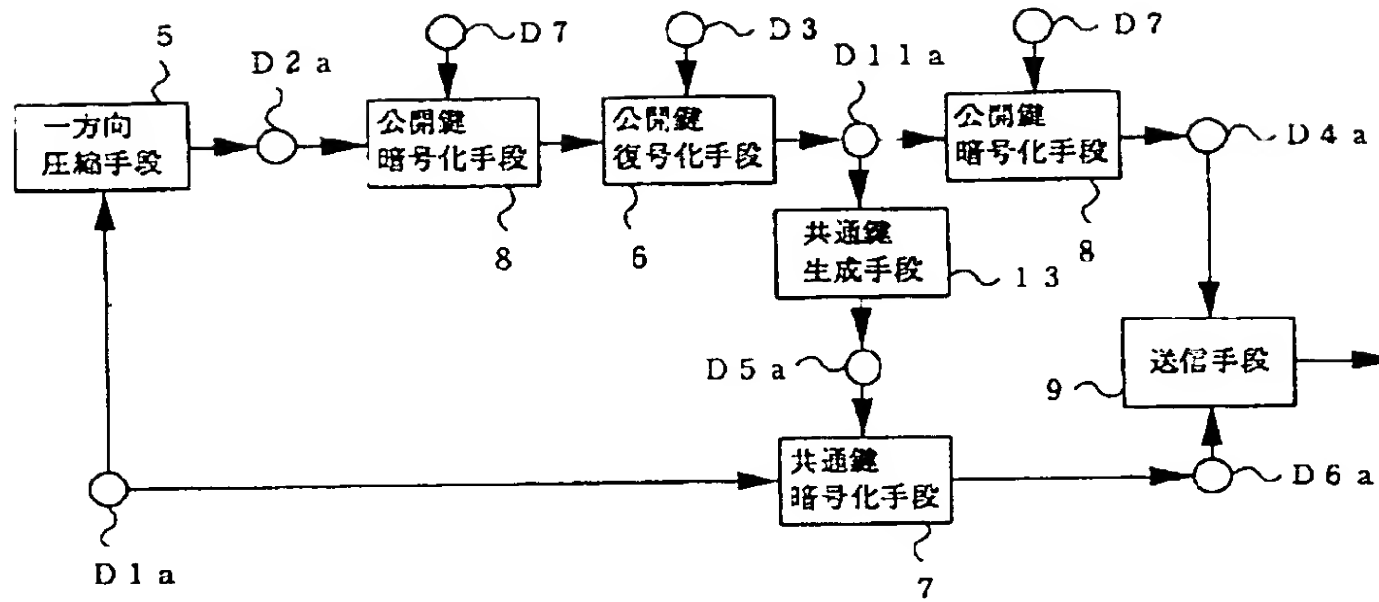 5
D2a
D7
D3
D11a
D7
一方向
圧縮手段
公開鍵
暗号化手段
公開鍵
復号化手段
公開鍵
暗号化手段
D4a
8
6
共通鍵
生成手段
13
8
D5a
送信手段
9
共通鍵
暗号化手段
D6a
D1a
7